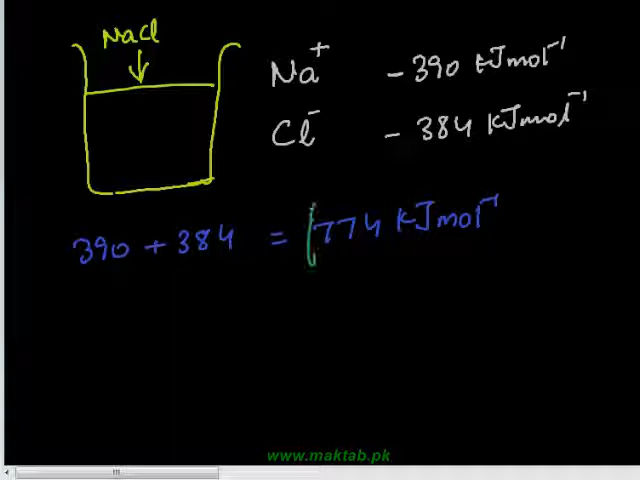 NaCl
Na⁺ - 390 kJmol⁻¹
Cl⁻ - 384 kJmol⁻¹
390 + 384 = 774 kJmol⁻¹
www.maktab.pk